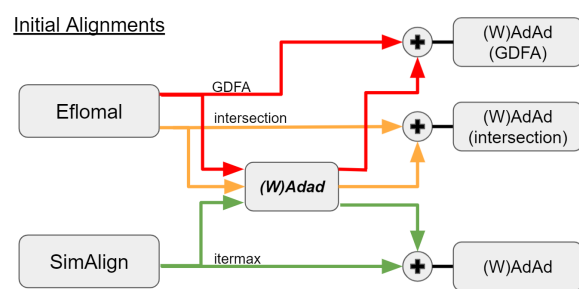 Initial Alignments
(W)AdAd
(GDFA)
GDFA
Eflomal
intersection
(W)AdAd
(intersection)
(W)Adad
SimAlign
itermax
(W)AdAd